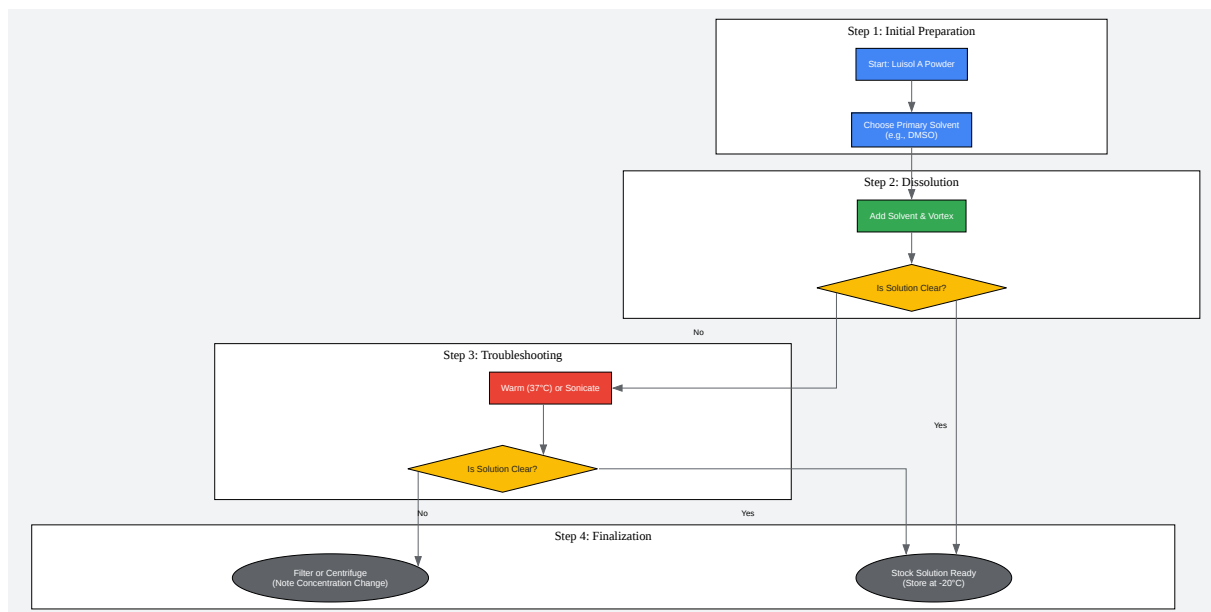 Step 1: Initial Preparation
Start: Luisol A Powder
Choose Primary Solvent
(e.g., DMSO)
Step 2: Dissolution
Add Solvent & Vortex
Is Solution Clear?
No
Step 3: Troubleshooting
Warm (37°C) or Sonicate
Yes
Is Solution Clear?
No
Yes
Step 4: Finalization
Filter or Centrifuge
(Note Concentration Change)
Stock Solution Ready
(Store at -20°C)